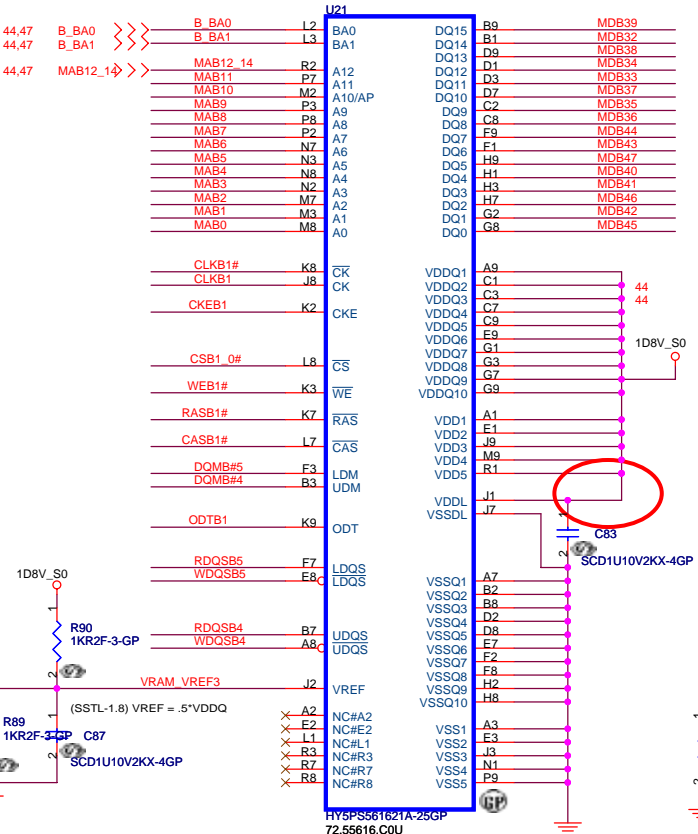 U21
44,47 B_BA0 B_BA0 L2 BA0 DQ15 B9 MDB39
44,47 B_BA1 B_BA1 L3 BA1 DQ14 B1 MDB32
DQ13 D9 MDB38
44,47 MAB12_14 MAB12_14 R2 A12 DQ12 D1 MDB34
MAB11 P7 A11 DQ11 D3 MDB33
MAB10 M2 A10/AP DQ10 D7 MDB37
MAB9 P3 A9 DQ9 C2 MDB35
MAB8 P8 A8 DQ8 C8 MDB36
MAB7 P2 A7 DQ7 F9 MDB44
MAB6 N7 A6 DQ6 F1 MDB43
MAB5 N3 A5 DQ5 H9 MDB47
MAB4 N8 A4 DQ4 H1 MDB40
MAB3 N2 A3 DQ3 H3 MDB41
MAB2 M7 A2 DQ2 H7 MDB46
MAB1 M3 A1 DQ1 G2 MDB42
MAB0 M8 A0 DQ0 G8 MDB45
CLKB1# K8 CK VDDQ1 A9
CLKB1 J8 CK VDDQ2 C1 44
VDDQ3 C3 44
CKEB1 K2 CKE VDDQ4 C7
VDDQ5 C9
VDDQ6 E9
VDDQ7 G1 1D8V_S0
CSB1_0# L8 CS VDDQ8 G3
VDDQ9 G7
WEB1# K3 WE VDDQ10 G9
RASB1# K7 RAS VDD1 A1
VDD2 E1
CASB1# L7 CAS VDD3 J9
VDD4 M9
DQMB#5 F3 LDM VDD5 R1
DQMB#4 B3 UDM
VDDL J1
VSSDL J7
ODTB1 K9 ODT
1 C83
2 SCD1U10V2KX-4GP
RDQSB5 F7 LDQS
WDQSB5 E8 LDQS VSSQ1 A7
1D8V_S0 VSSQ2 B2
VSSQ3 B8
VSSQ4 D2
1 R90 RDQSB4 B7 UDQS VSSQ5 D8
1KR2F-3-GP WDQSB4 A8 UDQS VSSQ6 E7
VSSQ7 F2
2 VSSQ8 F8
VRAM_VREF3 J2 VREF VSSQ9 H2
VSSQ10 H8
(SSTL-1.8) VREF = .5*VDDQ
A2 NC#A2
R89 1 E2 NC#E2 VSS1 A3
1KR2F-3-GP C87 L1 NC#L1 VSS2 E3
2 R3 NC#R3 VSS3 J3
SCD1U10V2KX-4GP R7 NC#R7 VSS4 N1
R8 NC#R8 VSS5 P9
GP
HY5PS561621A-25GP
72.55616.C0U
1
2